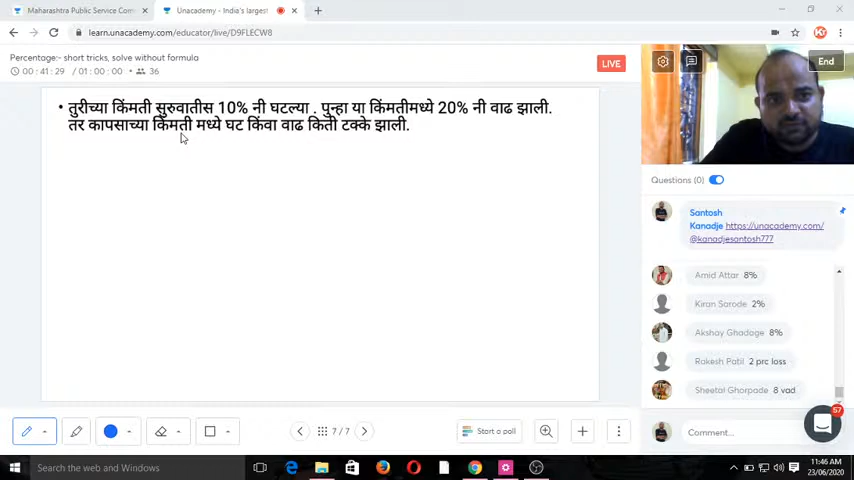 Maharashtra Public Service Com
Unacademy - India's largest
learn.unacademy.com/educator/live/D9FLECW8
Percentage:- short tricks, solve without formula
00 : 41 : 29 / 01 : 00 : 00 36
LIVE
End
• तुरीच्या किंमती सुरुवातीस 10% नी घटल्या . पुन्हा या किंमतीमध्ये 20% नी वाढ झाली.
तर कापसाच्या किंमती मध्ये घट किंवा वाढ किती टक्के झाली.
Questions (0)
Santosh
Kanadje https://unacademy.com/
@kanadjesantosh777
Amid Attar 8%
Kiran Sarode 2%
Akshay Ghadage 8%
Rakesh Patil 2 prc loss
Sheetal Ghorpade 8 vad
7 / 7
Start a poll
Comment...
57
Search the web and Windows
11:46 AM
23/06/2020